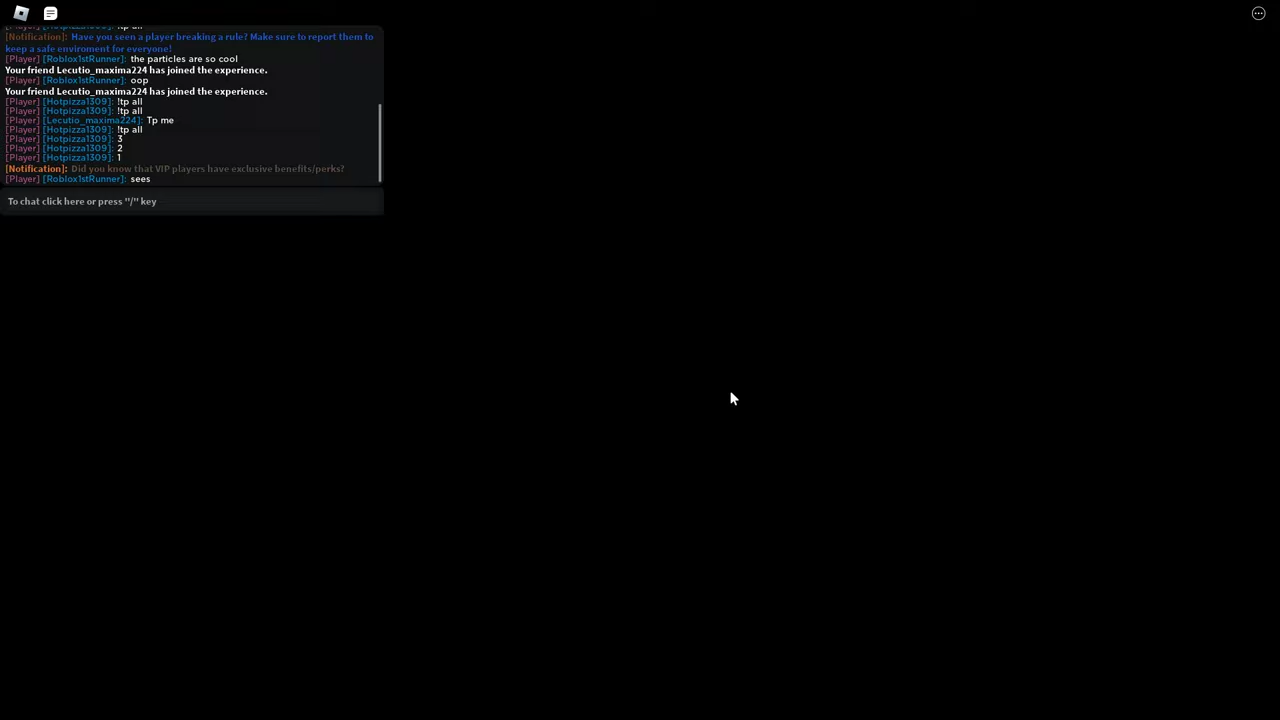 [Player] [Hotpizza1309]: !tp all
[Notification]: Have you seen a player breaking a rule? Make sure to report them to
keep a safe enviroment for everyone!
[Player] [Roblox1stRunner]: the particles are so cool
Your friend Lecutio_maxima224 has joined the experience.
[Player] [Roblox1stRunner]: oop
Your friend Lecutio_maxima224 has joined the experience.
[Player] [Hotpizza1309]: !tp all
[Player] [Hotpizza1309]: !tp all
[Player] [Lecutio_maxima224]: Tp me
[Player] [Hotpizza1309]: !tp all
[Player] [Hotpizza1309]: 3
[Player] [Hotpizza1309]: 2
[Player] [Hotpizza1309]: 1
[Notification]: Did you know that VIP players have exclusive benefits/perks?
[Player] [Roblox1stRunner]: sees
To chat click here or press "/" key